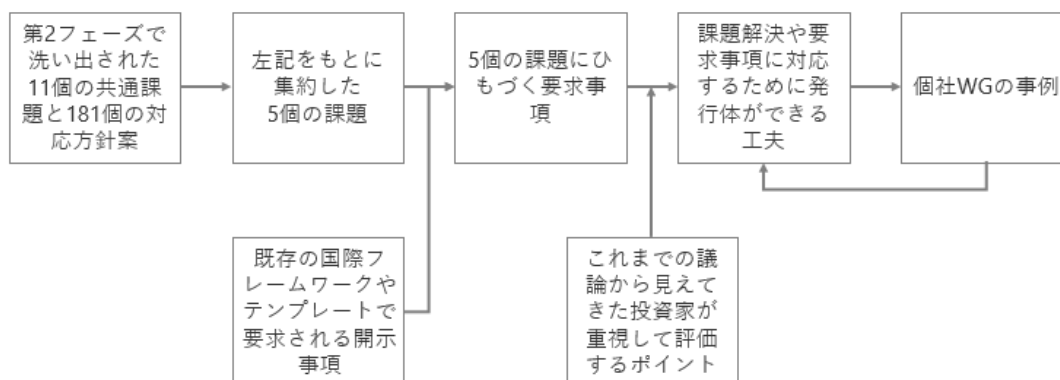 第2フェーズで
洗い出された
11個の共通課
題と181個の対
応方針案
左記をもとに
集約した
5個の課題
5個の課題にひ
もづく要求事
項
課題解決や要
求事項に対応
するために発
行体ができる
工夫
個社WGの事例
既存の国際フ
レームワークや
テンプレートで
要求される開示
事項
これまでの議
論から見えて
きた投資家が
重視して評価
するポイント